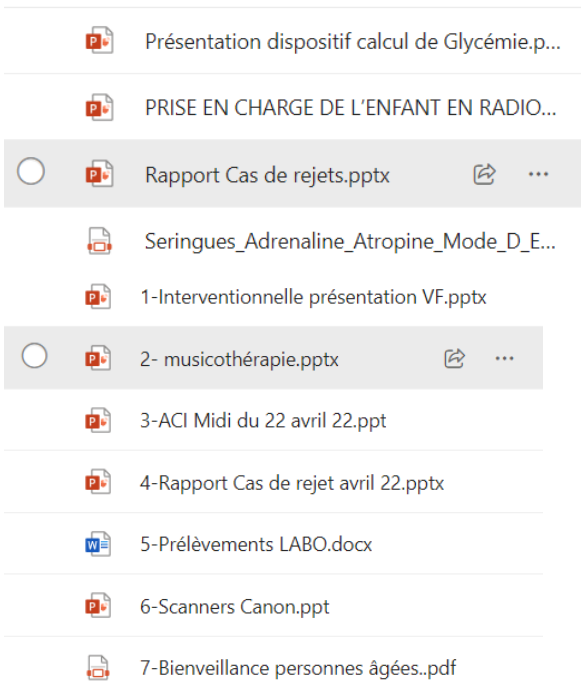 Présentation dispositif calcul de Glycémie.p...
PRISE EN CHARGE DE L'ENFANT EN RADIO...
Rapport Cas de rejets.pptx
Seringues_Adrenaline_Atropine_Mode_D_E...
1-Interventionnelle présentation VF.pptx
2- musicothérapie.pptx
3-ACI Midi du 22 avril 22.ppt
4-Rapport Cas de rejet avril 22.pptx
5-Prélèvements LABO.docx
6-Scanners Canon.ppt
7-Bienveillance personnes âgées..pdf